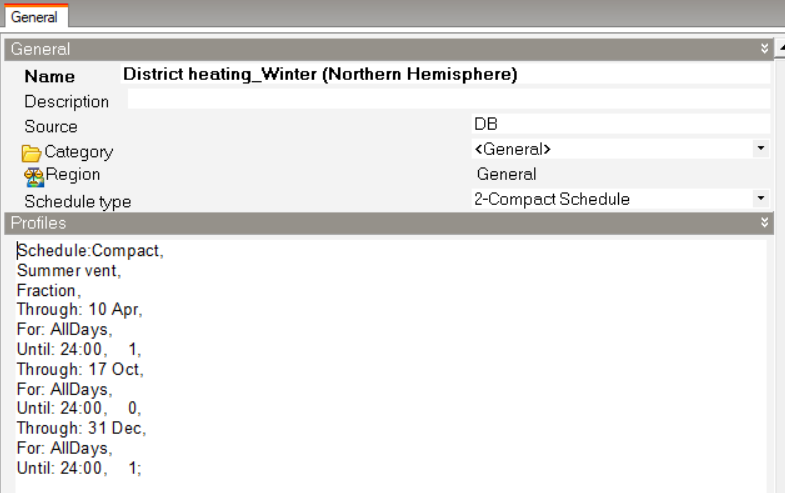 General
General
Name District heating_Winter (Northern Hemisphere)
Description
Source DB
Category <General>
Region General
Schedule type 2-Compact Schedule
Profiles
Schedule:Compact,
Summer vent,
Fraction,
Through: 10 Apr,
For: AllDays,
Until: 24:00, 1,
Through: 17 Oct,
For: AllDays,
Until: 24:00, 0,
Through: 31 Dec,
For: AllDays,
Until: 24:00, 1;